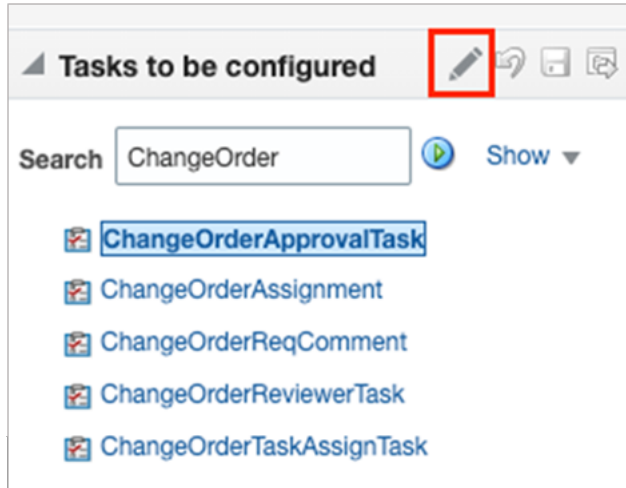 Tasks to be configured
Search ChangeOrder Show
ChangeOrderApprovalTask
ChangeOrderAssignment
ChangeOrderReqComment
ChangeOrderReviewerTask
ChangeOrderTaskAssignTask